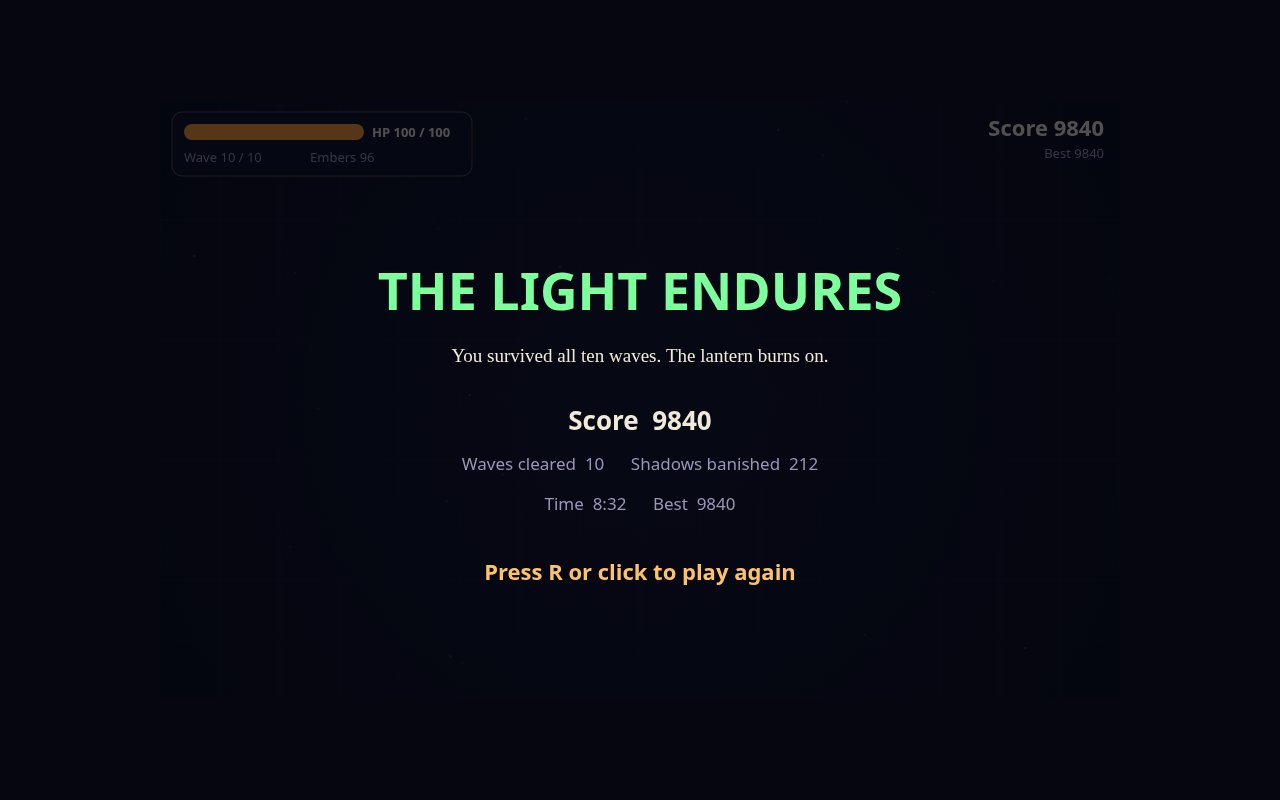 HP 100 / 100
Wave 10 / 10 Embers 96
Score 9840
Best 9840
THE LIGHT ENDURES
You survived all ten waves. The lantern burns on.
Score 9840
Waves cleared 10 Shadows banished 212
Time 8:32 Best 9840
Press R or click to play again